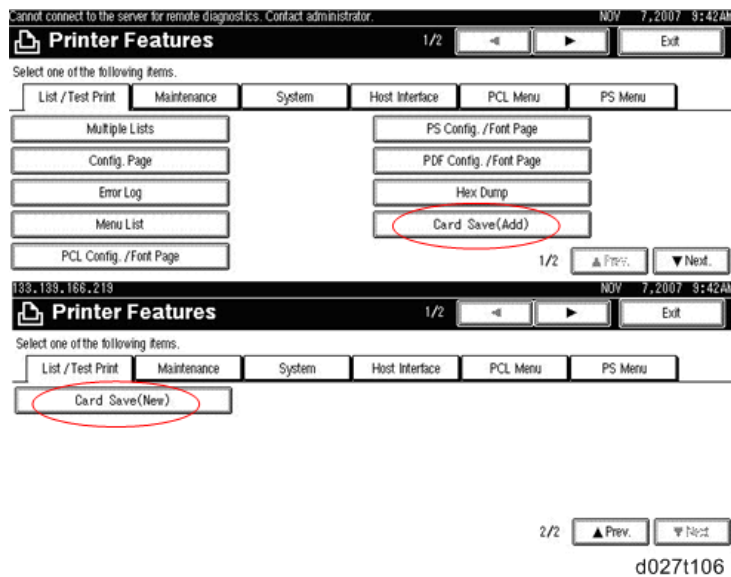 Cannot connect to the server for remote diagnostics. Contact administrator. NOV 7,2007 9:42AM
Printer Features 1/2 ◄ ► Exit
Select one of the following items.
List / Test Print Maintenance System Host Interface PCL Menu PS Menu
Multiple Lists PS Config. / Font Page
Config. Page PDF Config. / Font Page
Error Log Hex Dump
Menu List Card Save(Add)
PCL Config. / Font Page 1/2 ▲ Prev. ▼ Next.
133.139.166.219 NOV 7,2007 9:42AM
Printer Features 1/2 ◄ ► Exit
Select one of the following items.
List / Test Print Maintenance System Host Interface PCL Menu PS Menu
Card Save(New)
2/2 ▲ Prev. ▼ Next
d027t106